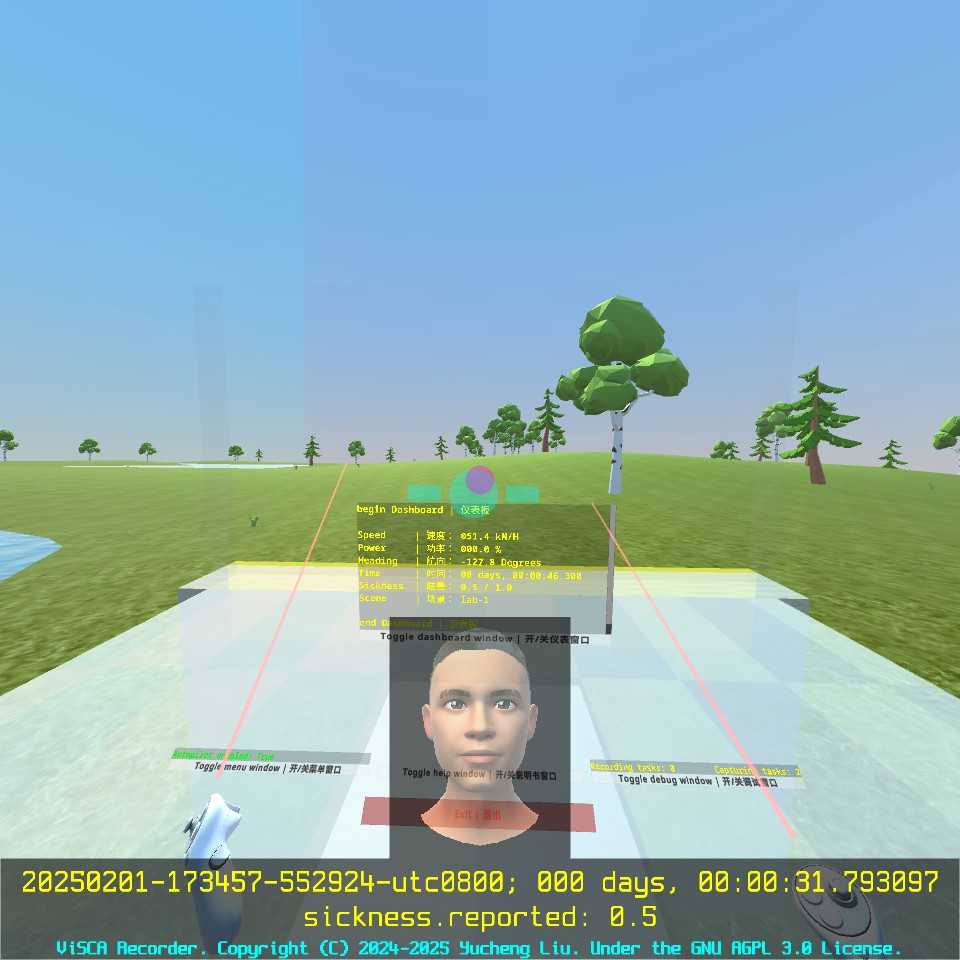 begin Dashboard | 仪表板
Speed | 速度： 051.4 kN/H
Power | 功率： 000.0 %
Heading | 航向： -127.8 Degrees
Time | 时间： 00 days, 00:00:46.300
Sickness | 眩晕： 0.5 / 1.0
Scene | 场景： lab-1
end Dashboard | 仪表板
Toggle dashboard window | 开/关仪表窗口
Autopilot enabled: True
Toggle menu window | 开/关菜单窗口
Toggle help window | 开/关说明书窗口
Recording tasks: 0 Capturing tasks: 2
Toggle debug window | 开/关调试窗口
Exit | 退出
20250201-173457-552924-utc0800; 000 days, 00:00:31.793097
sickness.reported: 0.5
ViSCA Recorder. Copyright (C) 2024-2025 Yucheng Liu. Under the GNU AGPL 3.0 License.